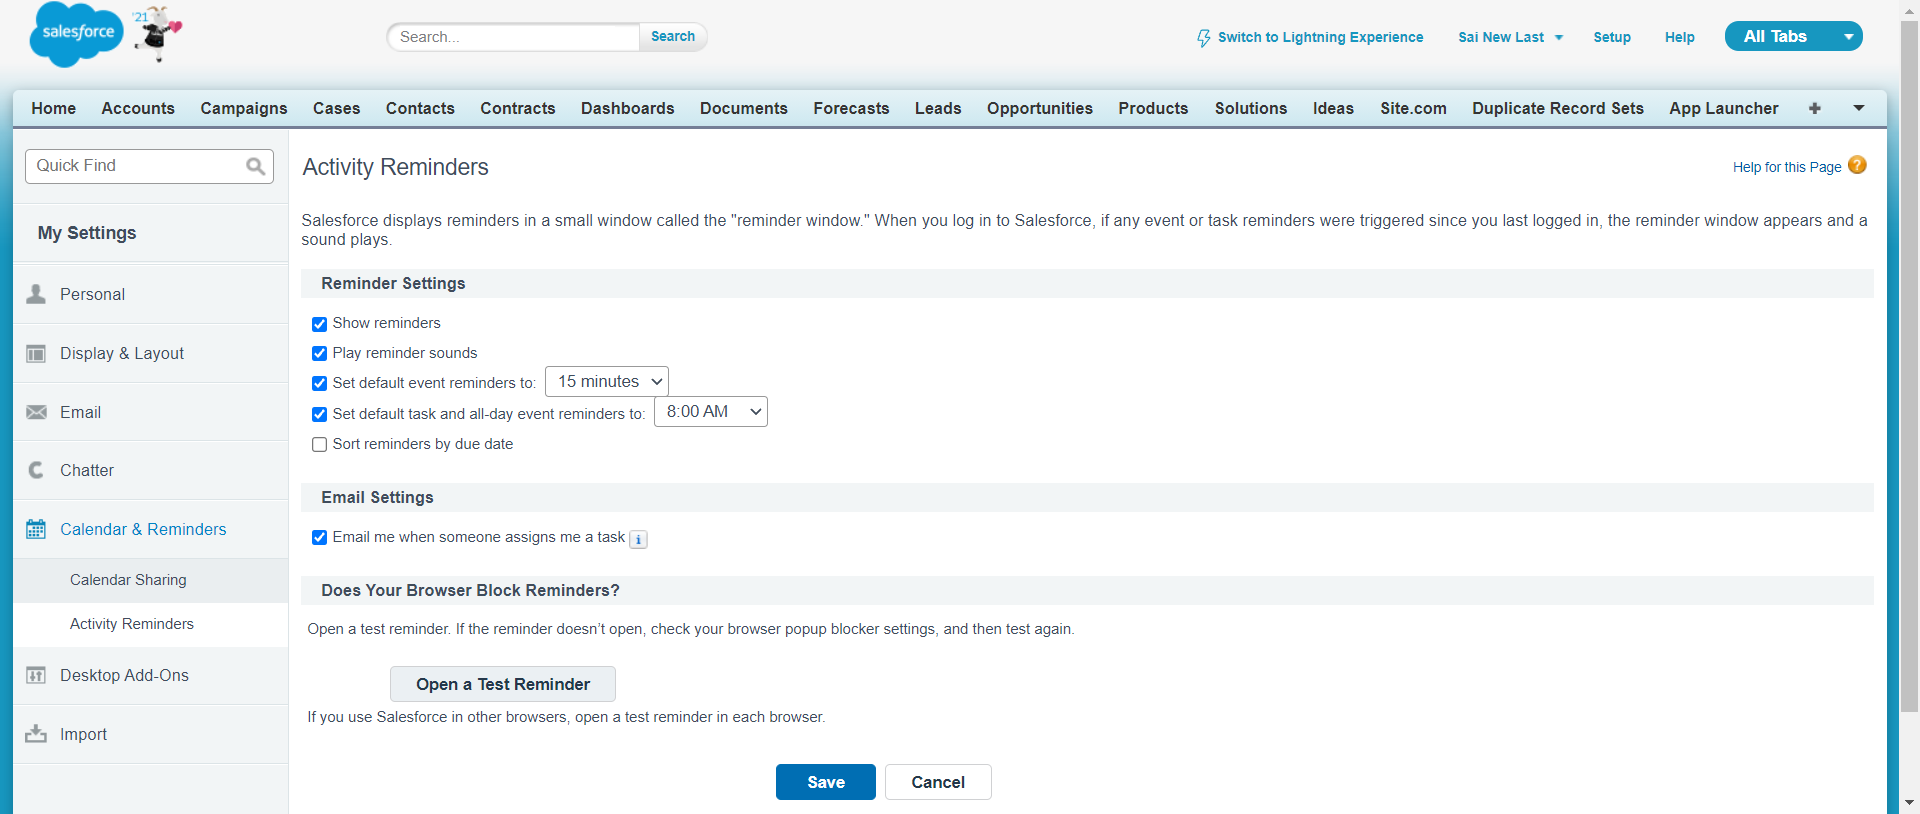 salesforce '21
Search... Search
Switch to Lightning Experience Sai New Last Setup Help All Tabs
Home Accounts Campaigns Cases Contacts Contracts Dashboards Documents Forecasts Leads Opportunities Products Solutions Ideas Site.com Duplicate Record Sets App Launcher +
Quick Find
My Settings
Personal
Display & Layout
Email
Chatter
Calendar & Reminders
Calendar Sharing
Activity Reminders
Desktop Add-Ons
Import
Activity Reminders
Help for this Page ?
Salesforce displays reminders in a small window called the "reminder window." When you log in to Salesforce, if any event or task reminders were triggered since you last logged in, the reminder window appears and a
sound plays.
Reminder Settings
Show reminders
Play reminder sounds
Set default event reminders to: 15 minutes
Set default task and all-day event reminders to: 8:00 AM
Sort reminders by due date
Email Settings
Email me when someone assigns me a task i
Does Your Browser Block Reminders?
Open a test reminder. If the reminder doesn’t open, check your browser popup blocker settings, and then test again.
Open a Test Reminder
If you use Salesforce in other browsers, open a test reminder in each browser.
Save Cancel